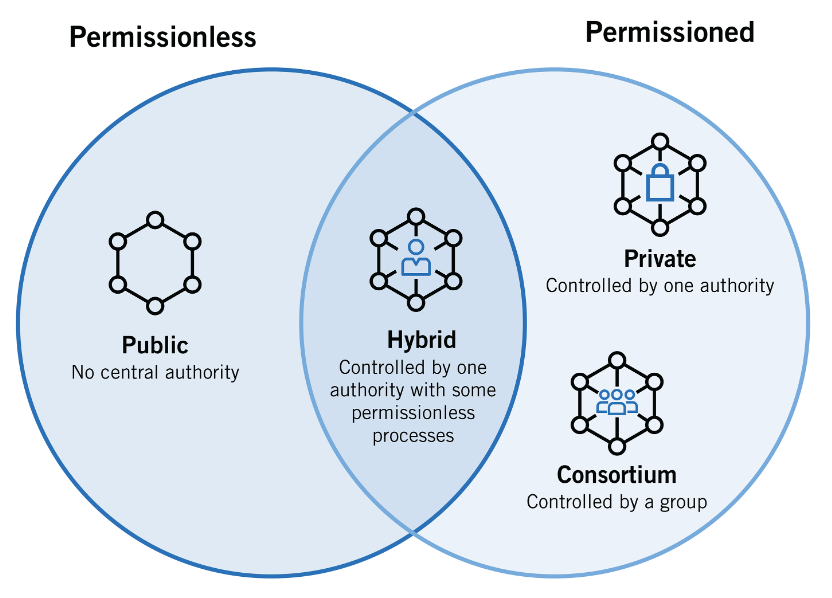 Permissionless
Permissioned
Public
No central authority
Hybrid
Controlled by one
authority with some
permissionless
processes
Private
Controlled by one authority
Consortium
Controlled by a group